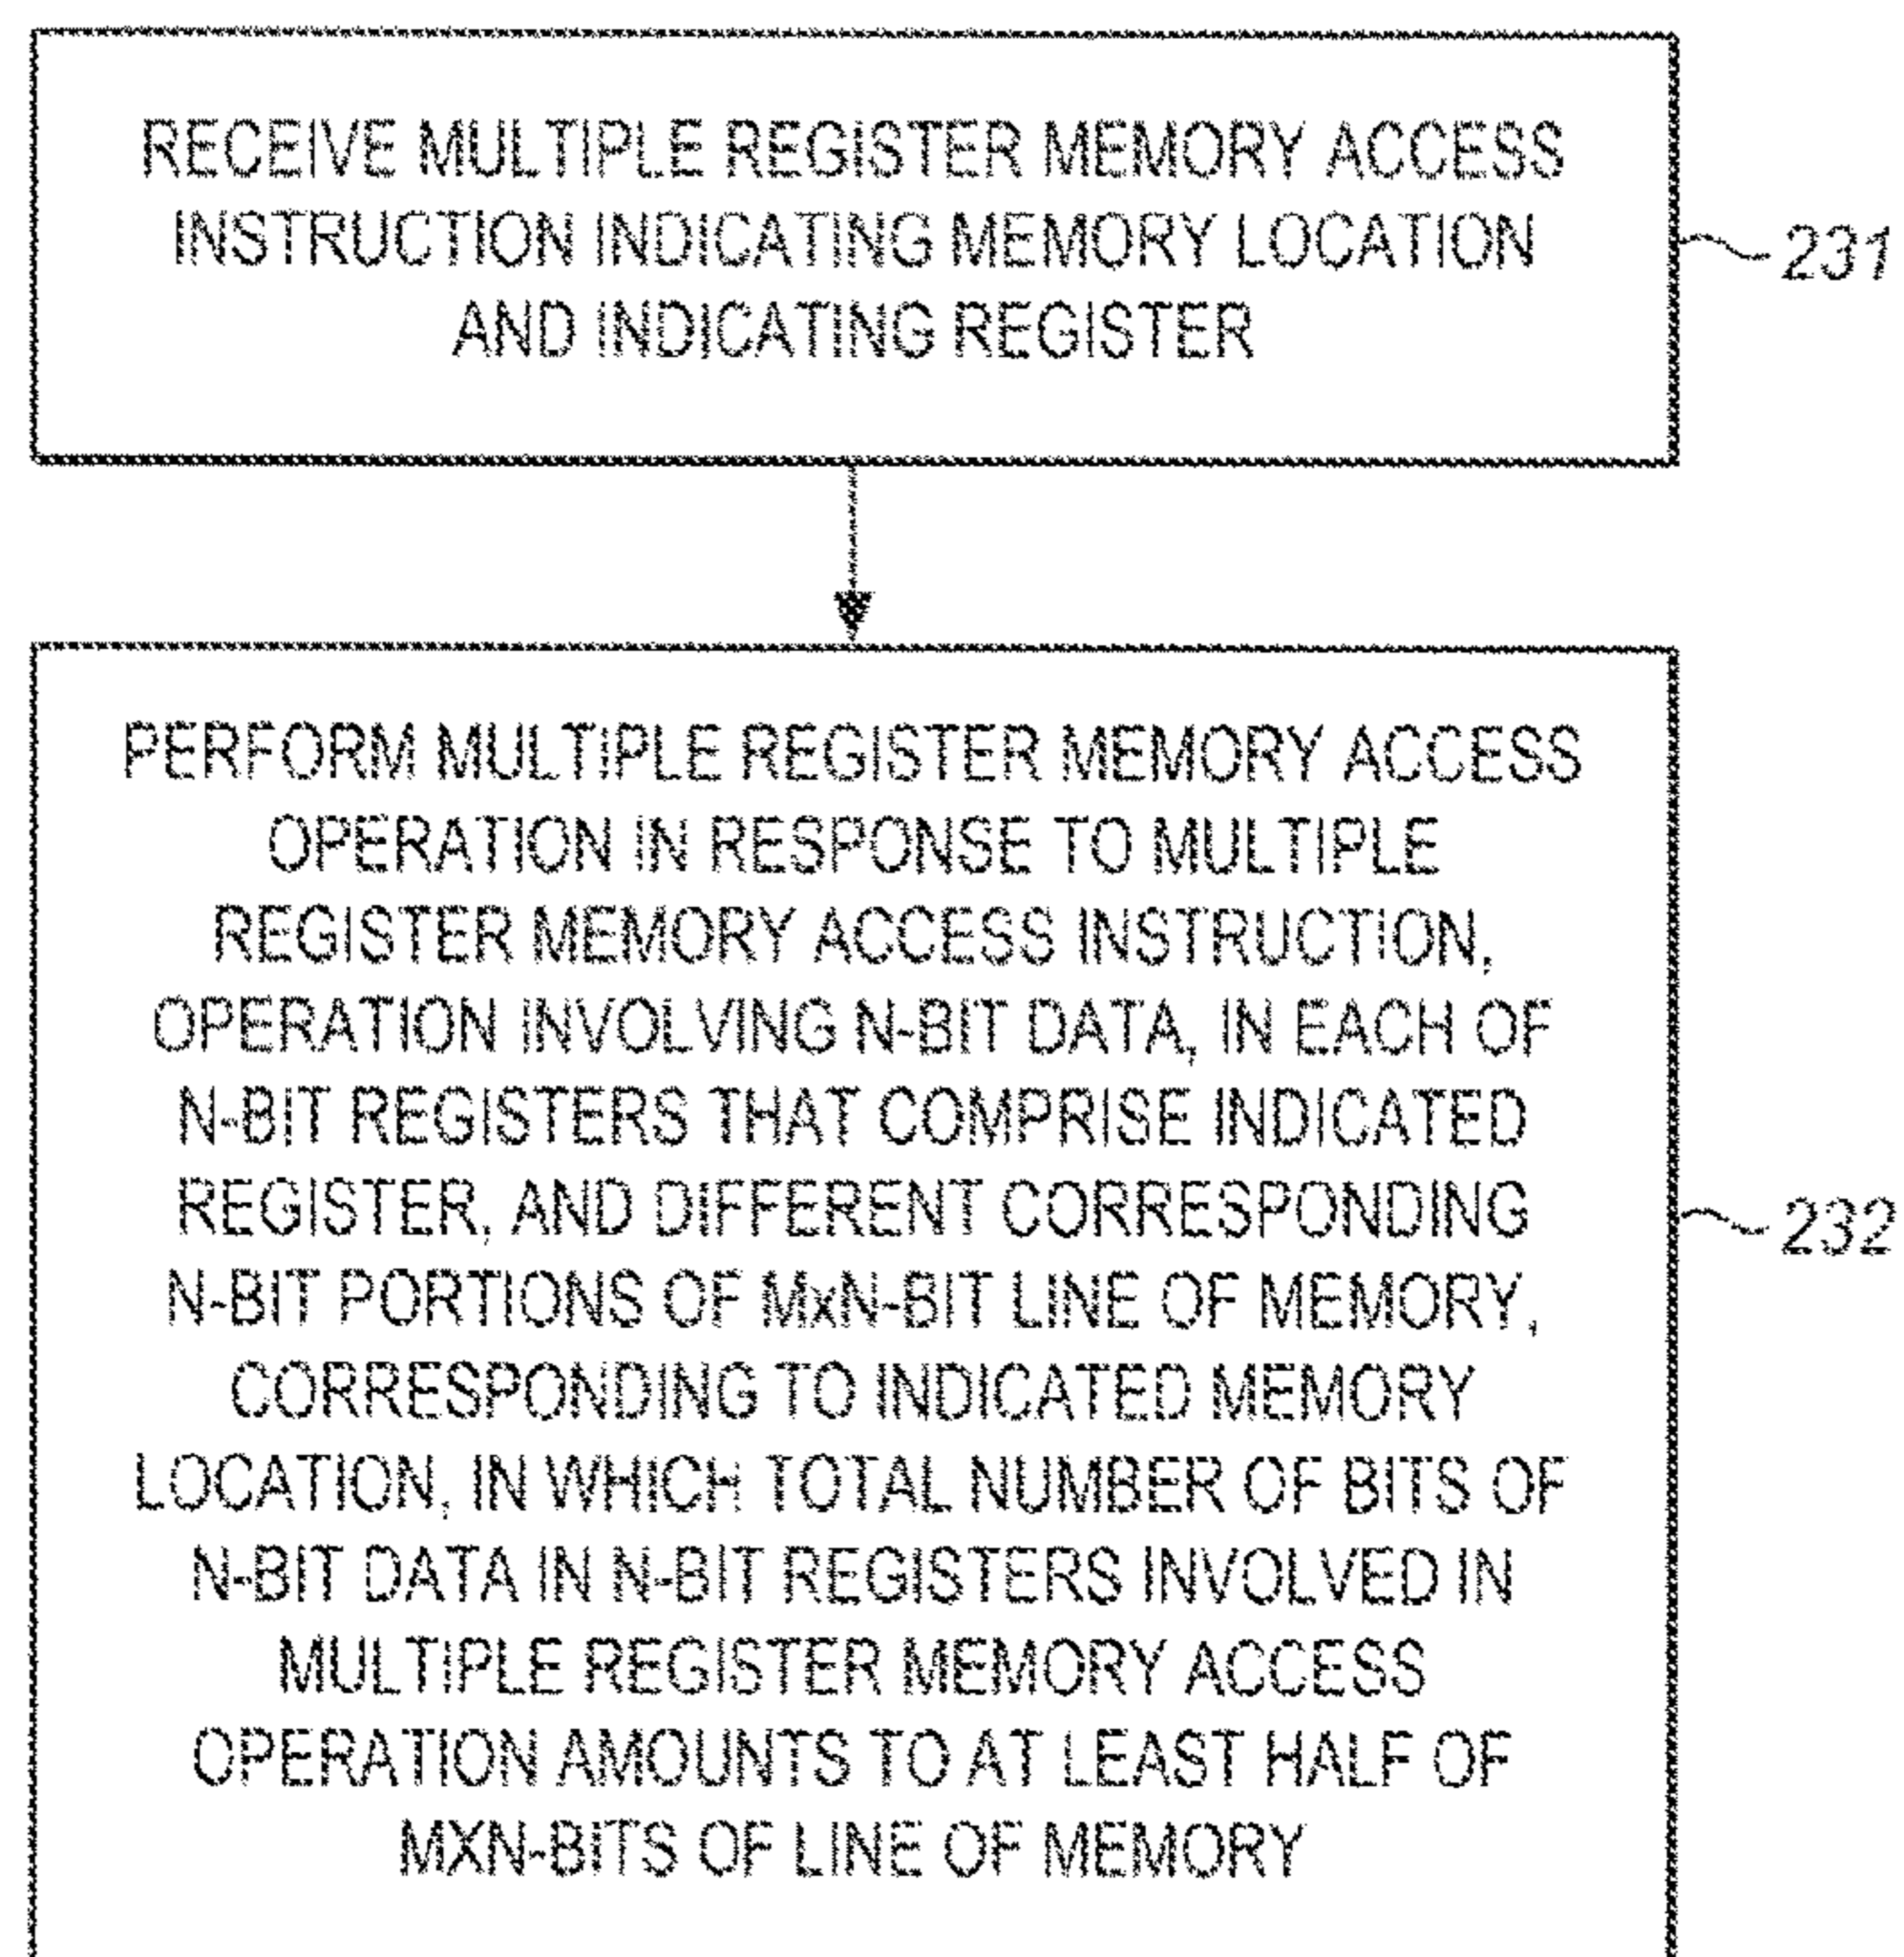 RECEIVE MULTIPLE REGISTER MEMORY ACCESS
INSTRUCTION INDICATING MEMORY LOCATION
AND INDICATING REGISTER
231
PERFORM MULTIPLE REGISTER MEMORY ACCESS
OPERATION IN RESPONSE TO MULTIPLE
REGISTER MEMORY ACCESS INSTRUCTION,
OPERATION INVOLVING N-BIT DATA, IN EACH OF
N-BIT REGISTERS THAT COMPRISE INDICATED
REGISTER, AND DIFFERENT CORRESPONDING
N-BIT PORTIONS OF MxN-BIT LINE OF MEMORY,
CORRESPONDING TO INDICATED MEMORY
LOCATION, IN WHICH TOTAL NUMBER OF BITS OF
N-BIT DATA IN N-BIT REGISTERS INVOLVED IN
MULTIPLE REGISTER MEMORY ACCESS
OPERATION AMOUNTS TO AT LEAST HALF OF
MXN-BITS OF LINE OF MEMORY
232